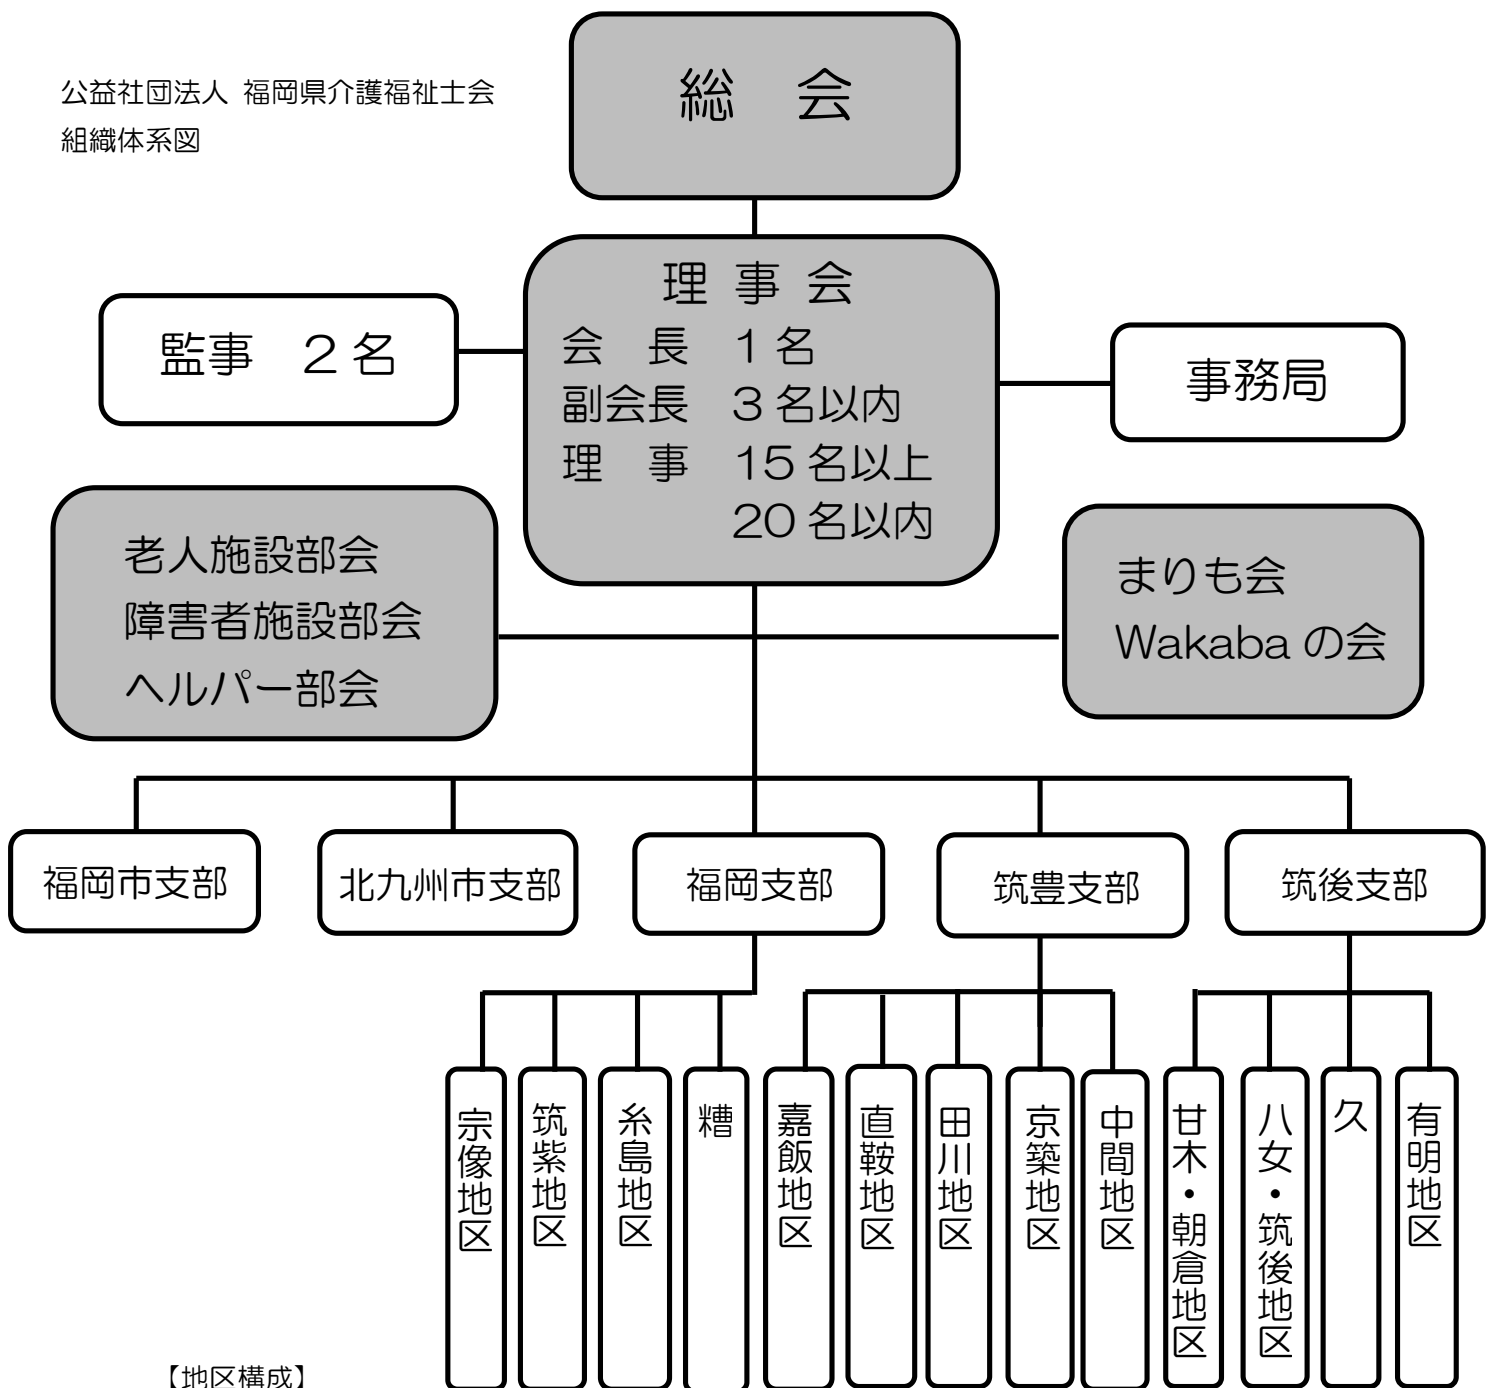 公益社団法人 福岡県介護福祉士会
組織体系図
総 会
理 事 会
会 長 1名
副会長 3名以内
理 事 15名以上
20名以内
監事 2名
事務局
老人施設部会
障害者施設部会
ヘルパー部会
まりも会
Wakabaの会
福岡市支部
北九州市支部
福岡支部
筑豊支部
筑後支部
宗像地区
筑紫地区
糸島地区
糟
嘉飯地区
直鞍地区
田川地区
京築地区
中間地区
甘木・朝倉地区
八女・筑後地区
久
有明地区
【地区構成】